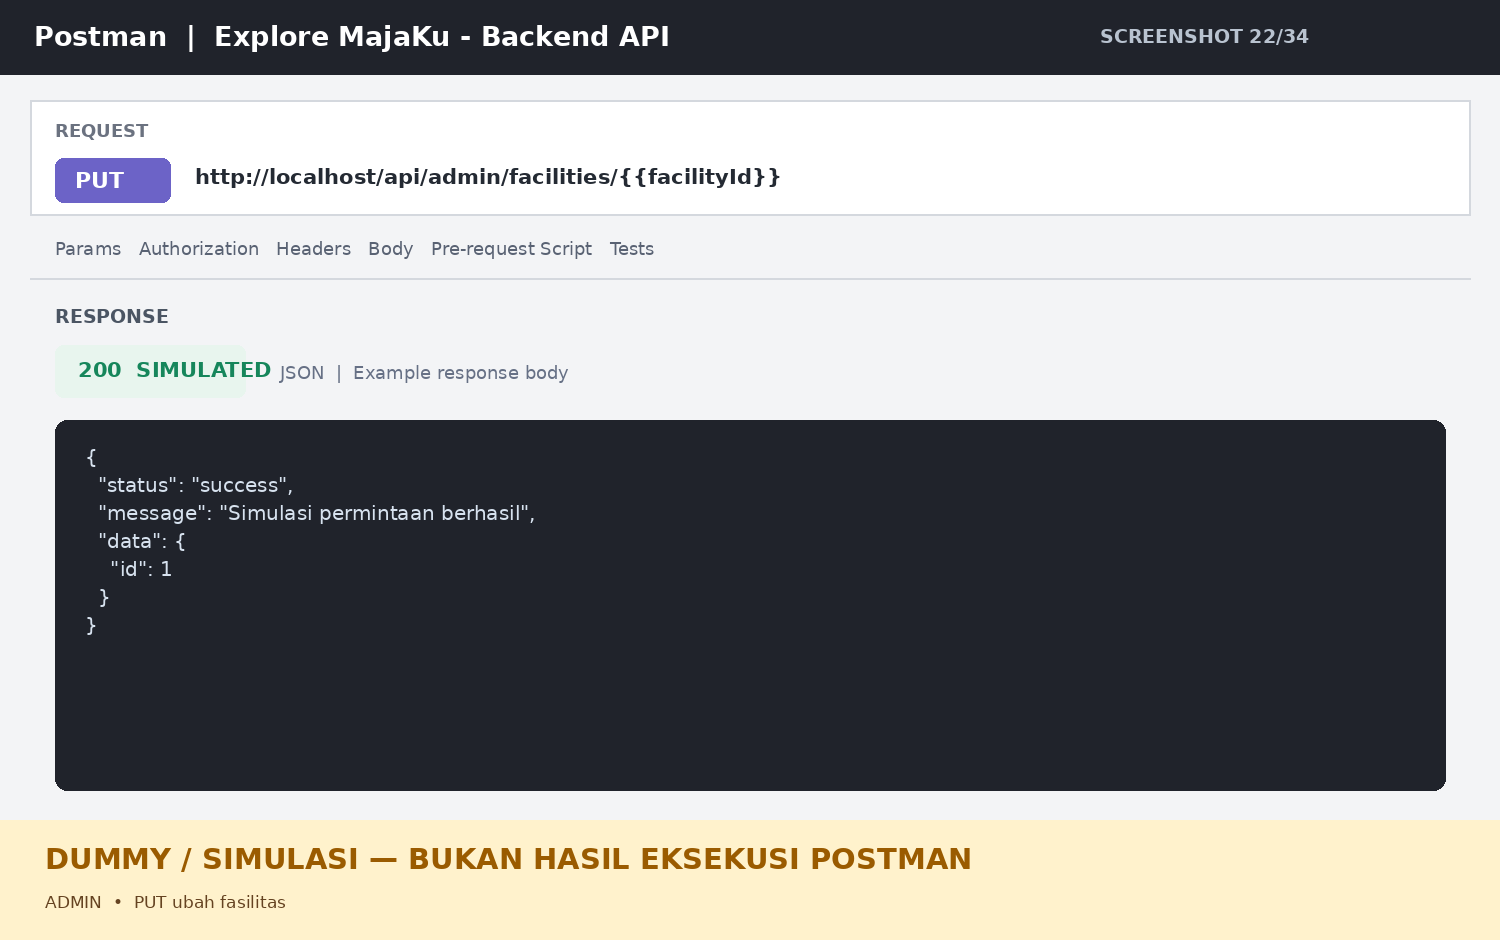 Postman | Explore MajaKu - Backend API
SCREENSHOT 22/34
REQUEST
PUT http://localhost/api/admin/facilities/{{facilityId}}
Params Authorization Headers Body Pre-request Script Tests
RESPONSE
200 SIMULATED JSON | Example response body
{
"status": "success",
"message": "Simulasi permintaan berhasil",
"data": {
"id": 1
}
}
DUMMY / SIMULASI — BUKAN HASIL EKSEKUSI POSTMAN
ADMIN • PUT ubah fasilitas